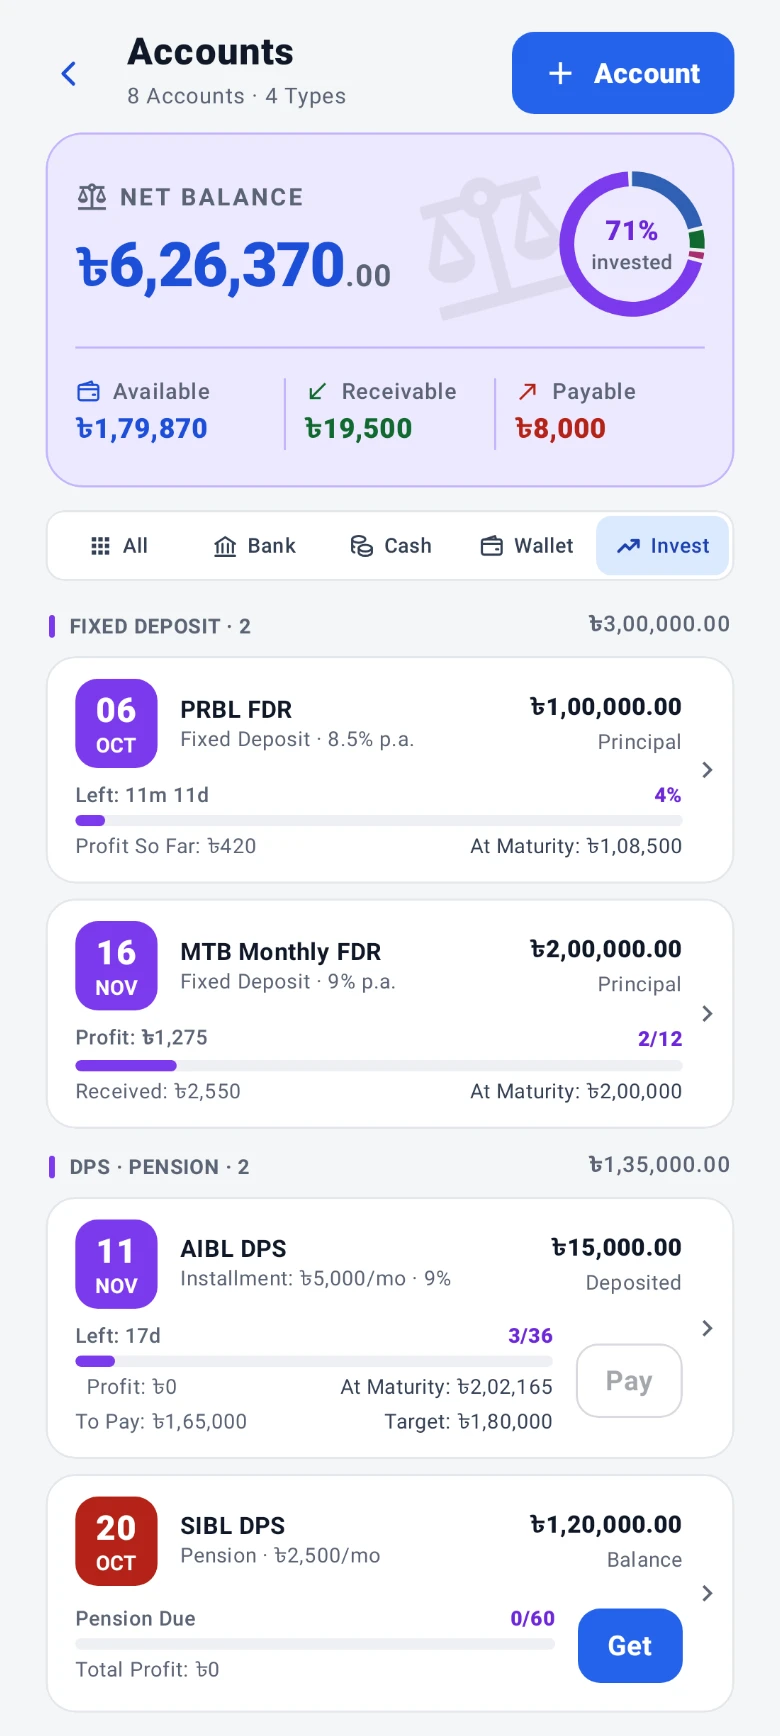 Accounts
8 Accounts · 4 Types
+ Account
NET BALANCE
৳6,26,370.00
71%
invested
Available
৳1,79,870
Receivable
৳19,500
Payable
৳8,000
All
Bank
Cash
Wallet
Invest
FIXED DEPOSIT · 2
৳3,00,000.00
06
OCT
PRBL FDR
Fixed Deposit · 8.5% p.a.
৳1,00,000.00
Principal
Left: 11m 11d
4%
Profit So Far: ৳420
At Maturity: ৳1,08,500
16
NOV
MTB Monthly FDR
Fixed Deposit · 9% p.a.
৳2,00,000.00
Principal
Profit: ৳1,275
2/12
Received: ৳2,550
At Maturity: ৳2,00,000
DPS · PENSION · 2
৳1,35,000.00
11
NOV
AIBL DPS
Installment: ৳5,000/mo · 9%
৳15,000.00
Deposited
Left: 17d
3/36
Profit: ৳0
At Maturity: ৳2,02,165
To Pay: ৳1,65,000
Target: ৳1,80,000
Pay
20
OCT
SIBL DPS
Pension · ৳2,500/mo
৳1,20,000.00
Balance
Pension Due
0/60
Total Profit: ৳0
Get